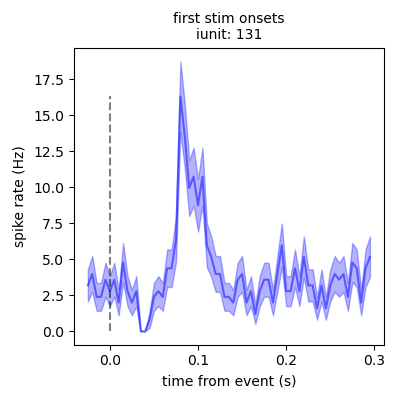 first stim onsets
iunit: 131
spike rate (Hz)
17.5
15.0
12.5
10.0
7.5
5.0
2.5
0.0
0.0 0.1 0.2 0.3
time from event (s)